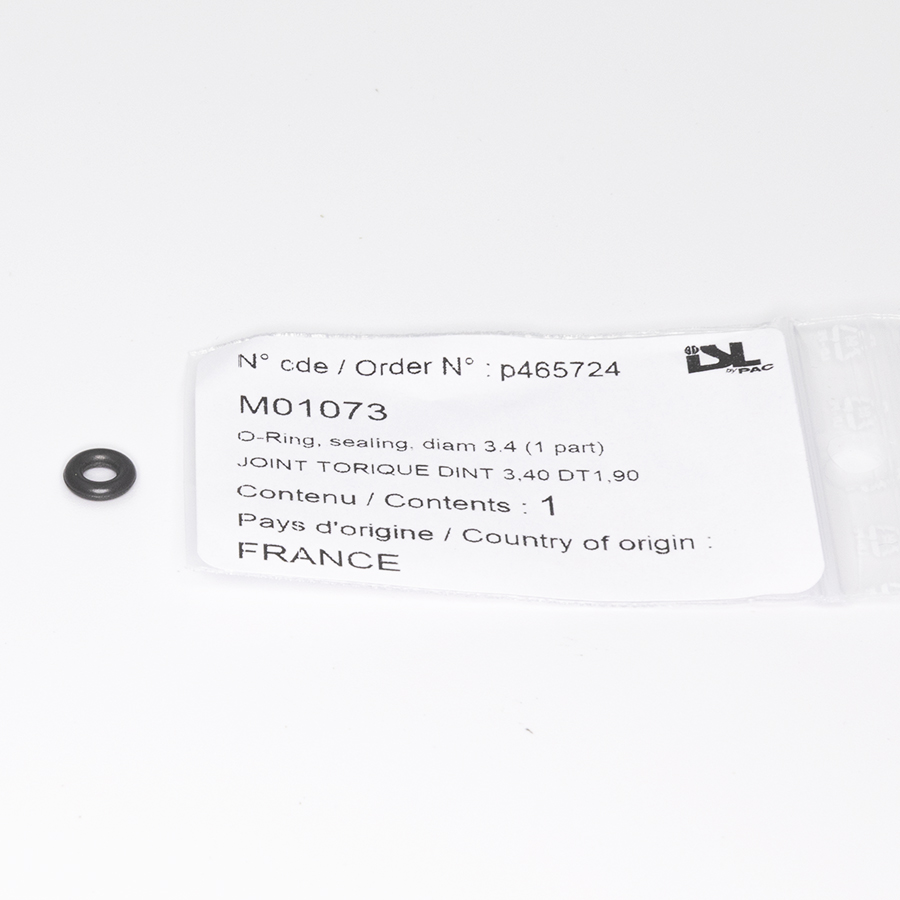 N° cde / Order N° : p465724
ISL
BY PAC
M01073
O-Ring, sealing, diam 3.4 (1 part)
JOINT TORIQUE DINT 3,40 DT1,90
Contenu / Contents : 1
Pays d'origine / Country of origin :
FRANCE